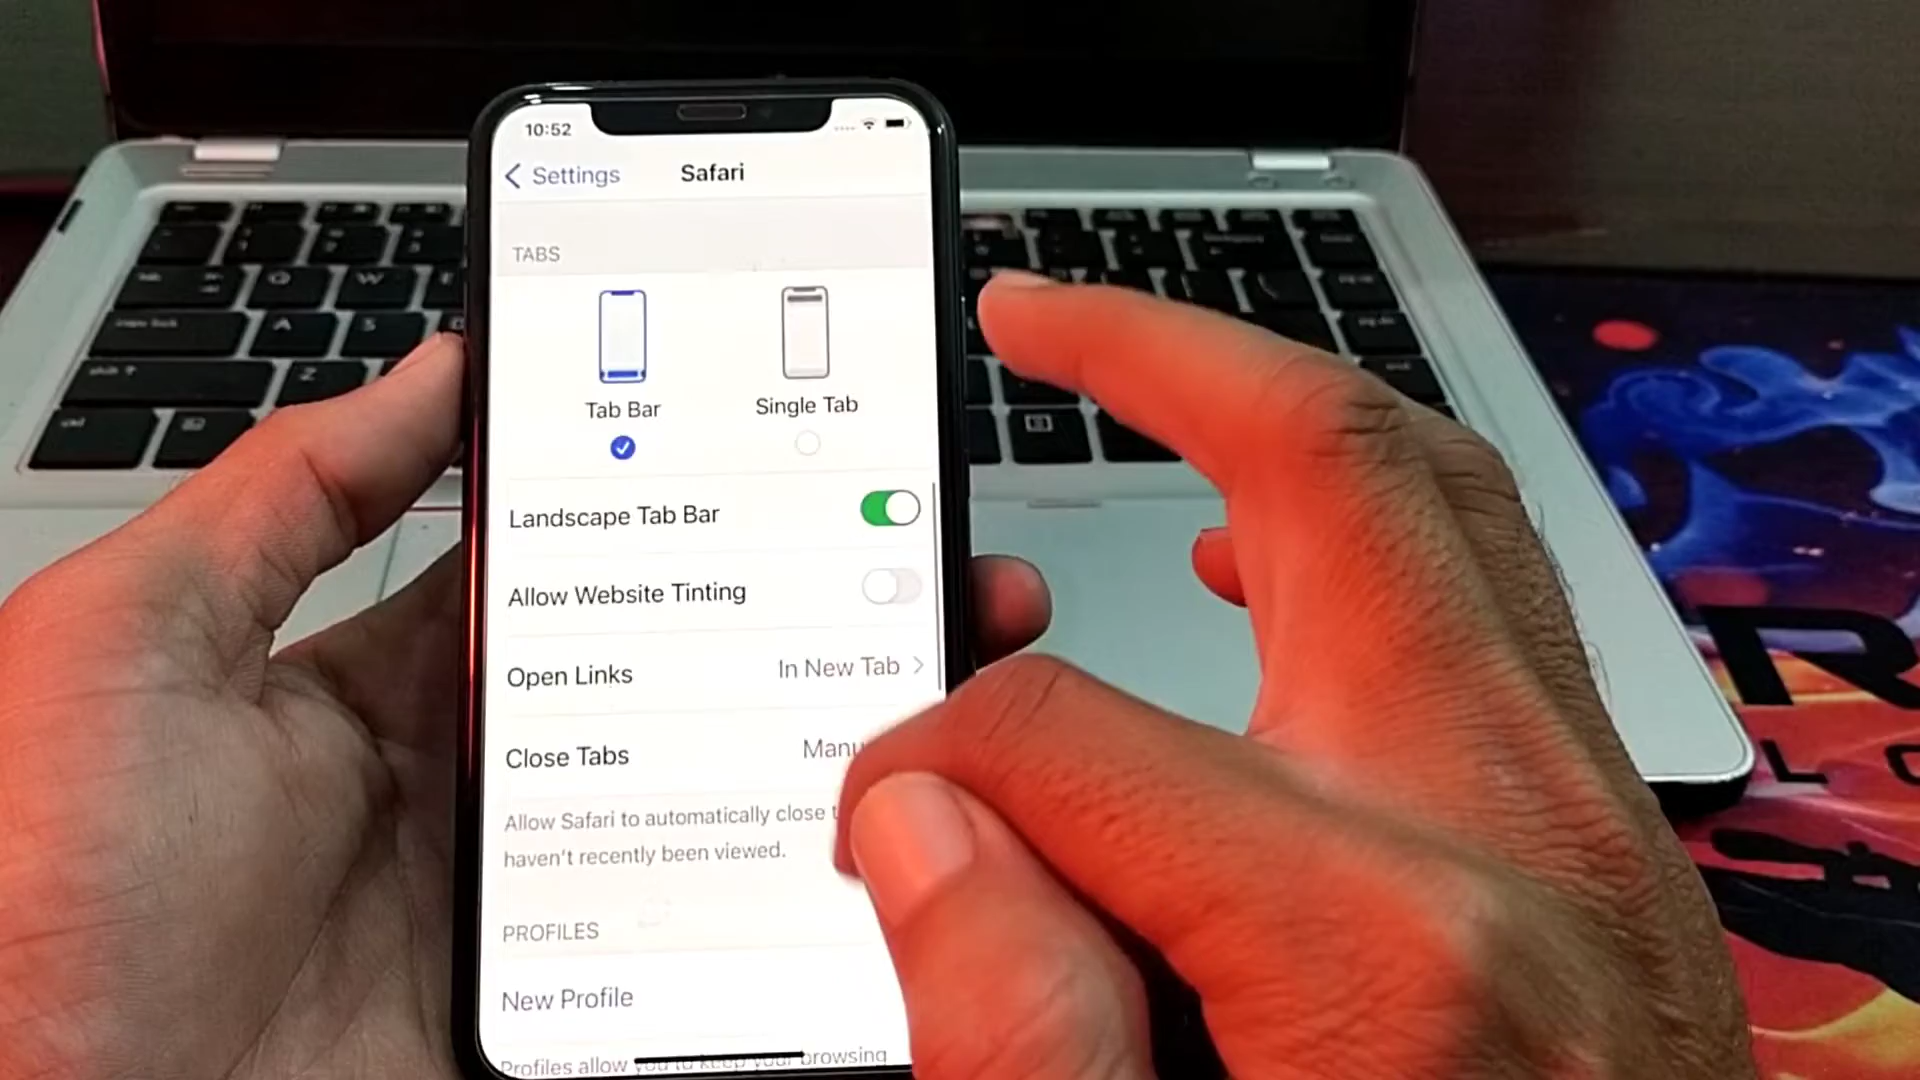 10:52
Settings
Safari
TABS
Tab Bar
Single Tab
Landscape Tab Bar
Allow Website Tinting
Open Links
In New Tab
Close Tabs
Manu
Allow Safari to automatically close t
haven't recently been viewed.
PROFILES
New Profile
Profiles allow you to keep your browsing
Q W E
A S
shift
Z
R
L